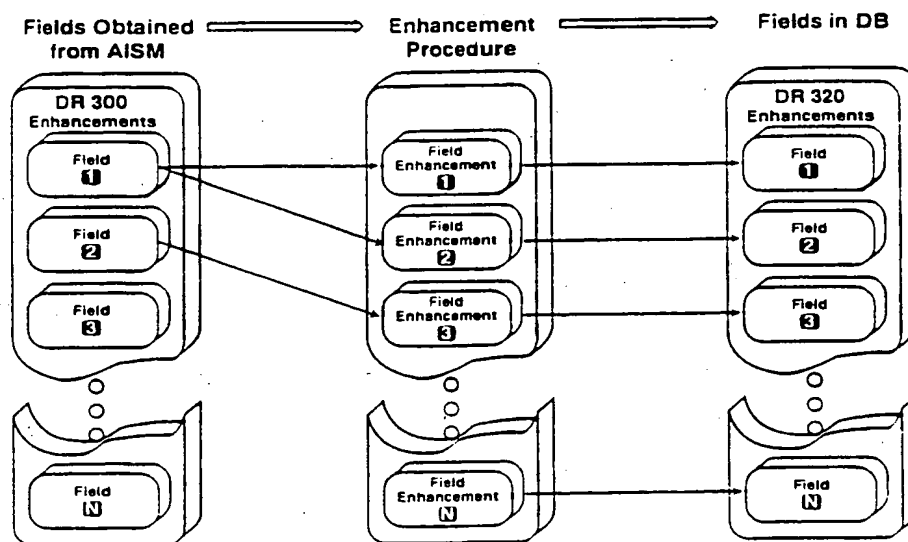 Fields Obtained
from AISM
Enhancement
Procedure
Fields in DB
DR 300
Enhancements
Field
1
Field
2
Field
3
Field
N
Field
Enhancement
1
Field
Enhancement
2
Field
Enhancement
3
Field
Enhancement
N
DR 320
Enhancements
Field
1
Field
2
Field
3
Field
N